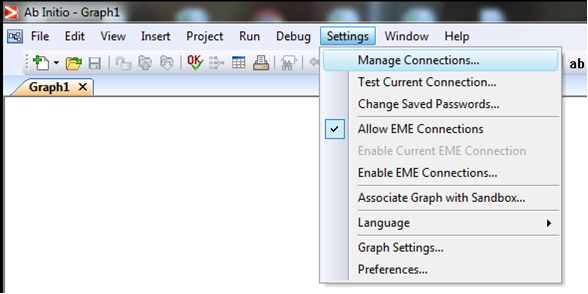 Ab Initio - Graph1
File Edit View Insert Project Run Debug Settings Window Help
OK
ab
Graph1
Manage Connections...
Test Current Connection...
Change Saved Passwords...
Allow EME Connections
Enable Current EME Connection
Enable EME Connections...
Associate Graph with Sandbox...
Language
Graph Settings...
Preferences...